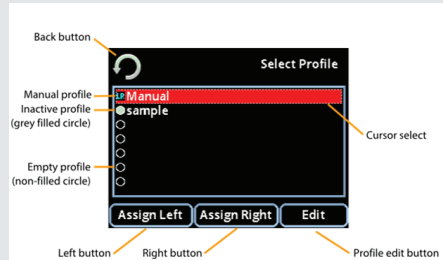 Back button
Select Profile
Manual profile
Manual
Inactive profile
(grey filled circle)
sample
Cursor select
Empty profile
(non-filled circle)
Assign Left
Assign Right
Edit
Left button
Right button
Profile edit button